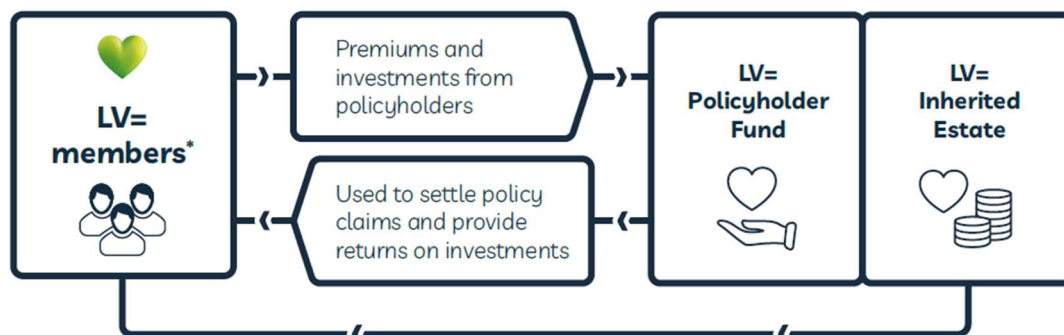 LV=
members*
Premiums and
investments from
policyholders
Used to settle policy
claims and provide
returns on investments
LV=
Policyholder
Fund
LV=
Inherited
Estate